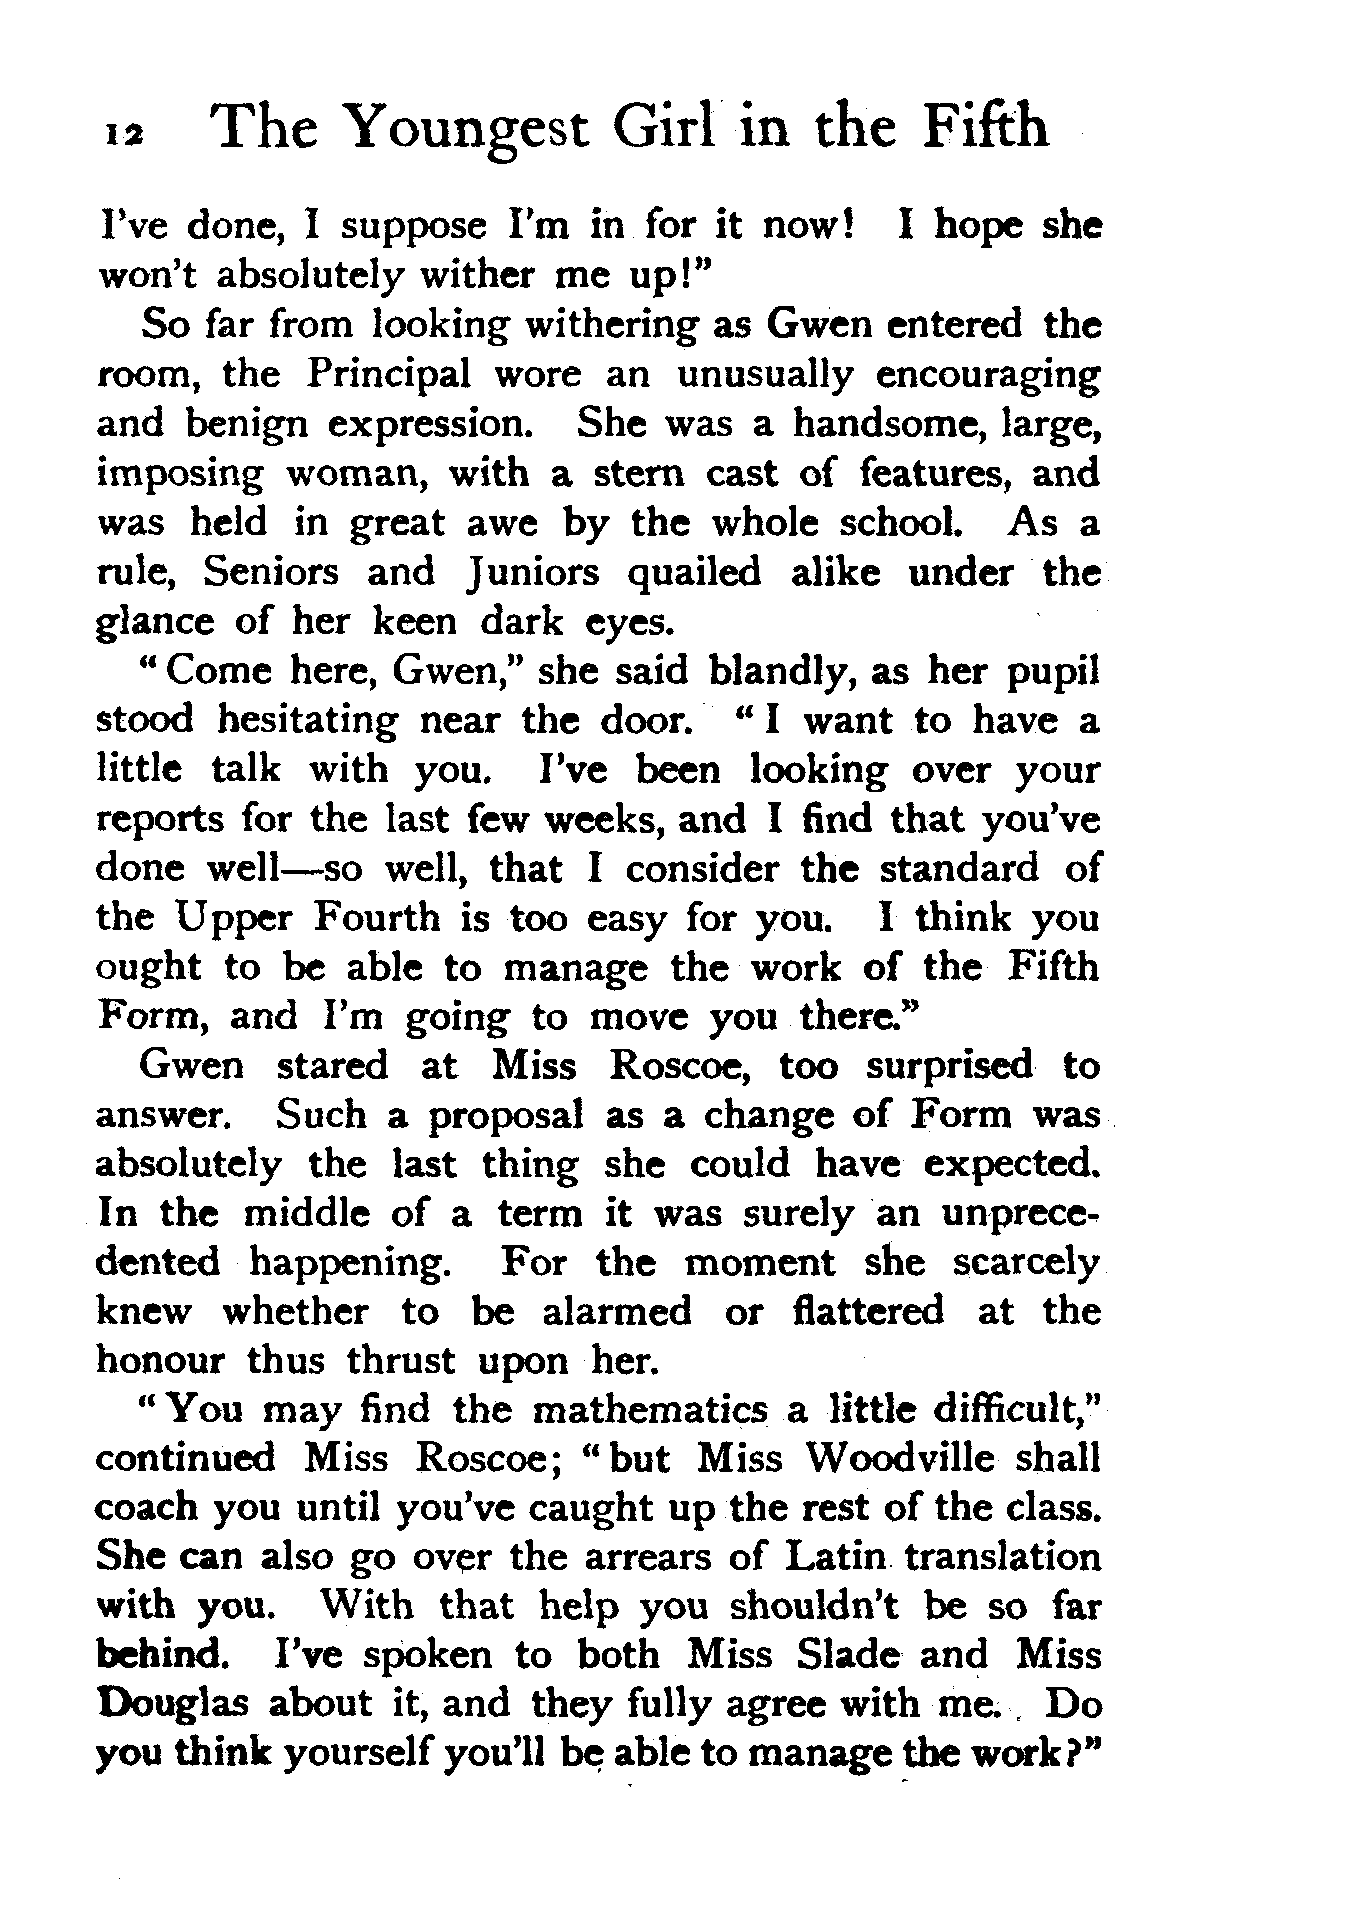 12 The Youngest Girl in the Fifth
I've done, I suppose I'm in for it now! I hope she
won't absolutely wither me up!"
So far from looking withering as Gwen entered the
room, the Principal wore an unusually encouraging
and benign expression. She was a handsome, large,
imposing woman, with a stern cast of features, and
was held in great awe by the whole school. As a
rule, Seniors and Juniors quailed alike under the
glance of her keen dark eyes.
"Come here, Gwen," she said blandly, as her pupil
stood hesitating near the door. "I want to have a
little talk with you. I've been looking over your
reports for the last few weeks, and I find that you've
done well—so well, that I consider the standard of
the Upper Fourth is too easy for you. I think you
ought to be able to manage the work of the Fifth
Form, and I'm going to move you there."
Gwen stared at Miss Roscoe, too surprised to
answer. Such a proposal as a change of Form was
absolutely the last thing she could have expected.
In the middle of a term it was surely an unprece-
dented happening. For the moment she scarcely
knew whether to be alarmed or flattered at the
honour thus thrust upon her.
"You may find the mathematics a little difficult,"
continued Miss Roscoe; "but Miss Woodville shall
coach you until you've caught up the rest of the class.
She can also go over the arrears of Latin translation
with you. With that help you shouldn't be so far
behind. I've spoken to both Miss Slade and Miss
Douglas about it, and they fully agree with me. Do
you think yourself you'll be able to manage the work?"